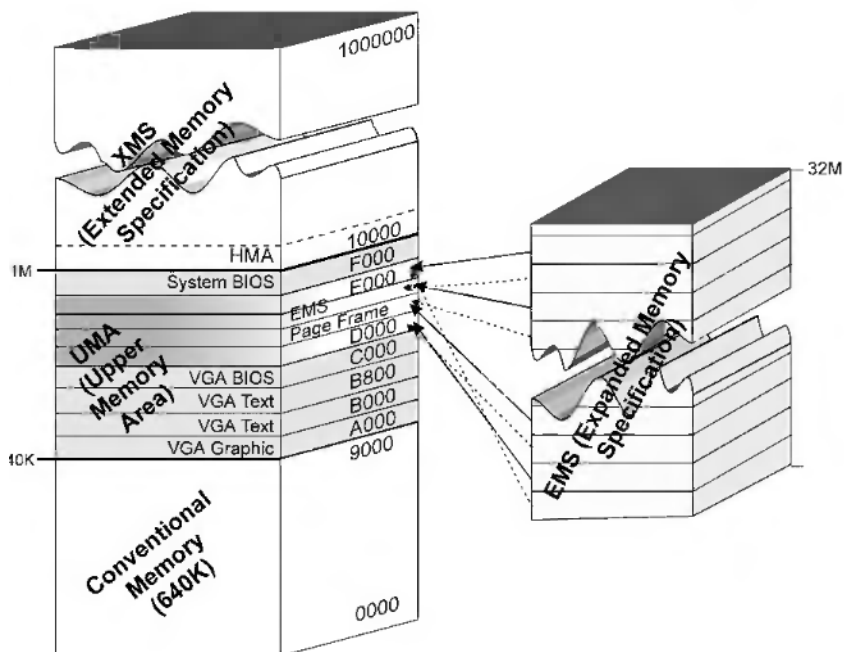 1000000
XMS
(Extended Memory
Specification)
32M
10000
HMA
F000
1M
System BIOS
E000
EMS
Page Frame
D000
UMA
(Upper
Memory
Area)
C000
VGA BIOS
B800
VGA Text
B000
VGA Text
A000
VGA Graphic
9000
40K
EMS (Expanded Memory
Specification)
Conventional
Memory
(640K)
0000